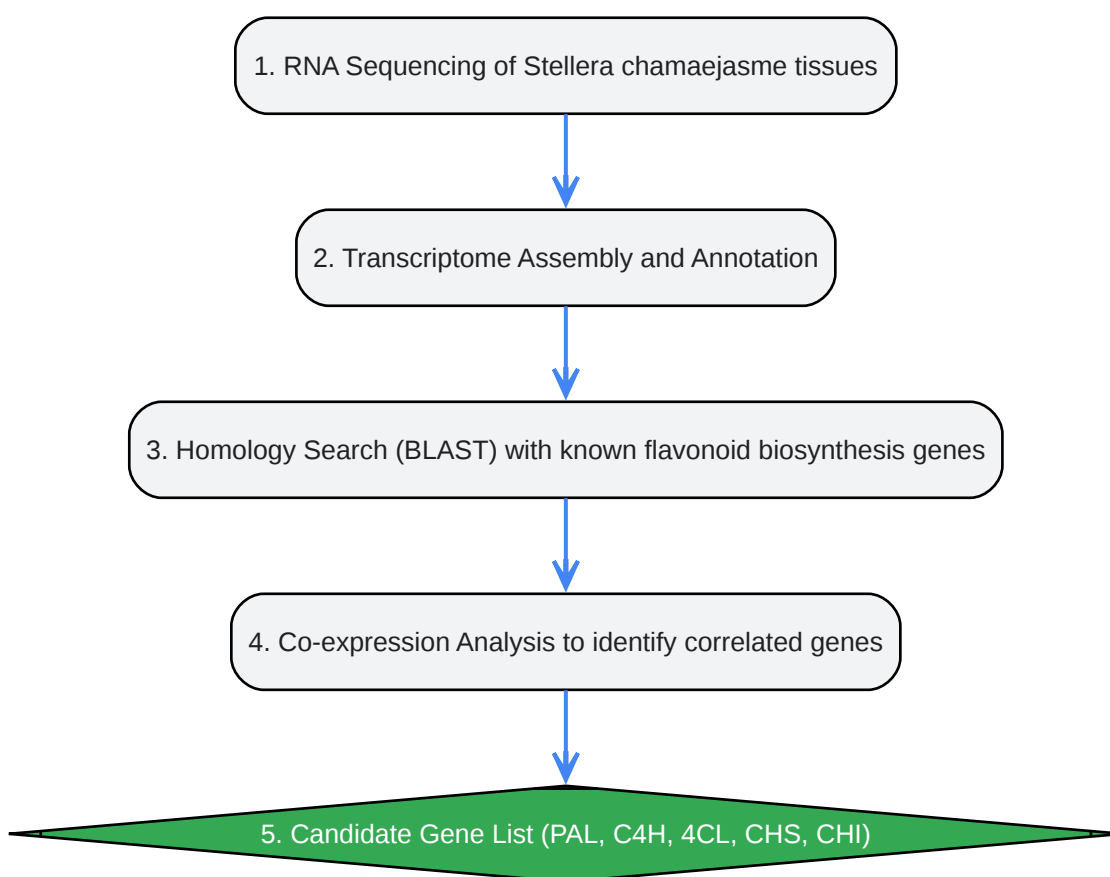 1. RNA Sequencing of Stellera chamaejasme tissues
2. Transcriptome Assembly and Annotation
3. Homology Search (BLAST) with known flavonoid biosynthesis genes
4. Co-expression Analysis to identify correlated genes
5. Candidate Gene List (PAL, C4H, 4CL, CHS, CHI)